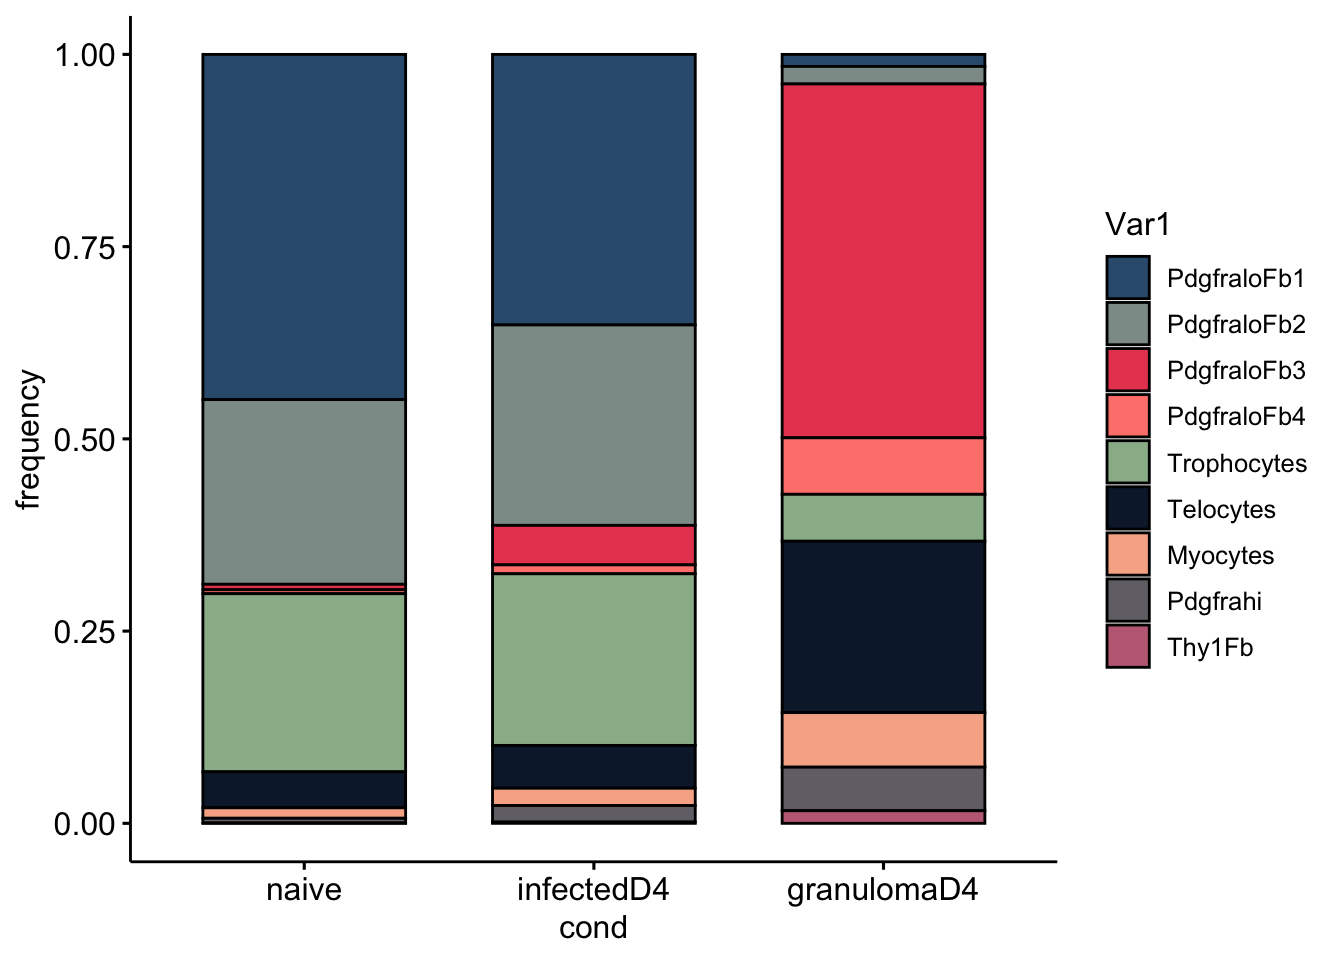 frequency
1.00
0.75
0.50
0.25
0.00
naive
infectedD4
granulomaD4
cond
Var1
PdgfraloFb1
PdgfraloFb2
PdgfraloFb3
PdgfraloFb4
Trophocytes
Telocytes
Myocytes
Pdgfrahi
Thy1Fb